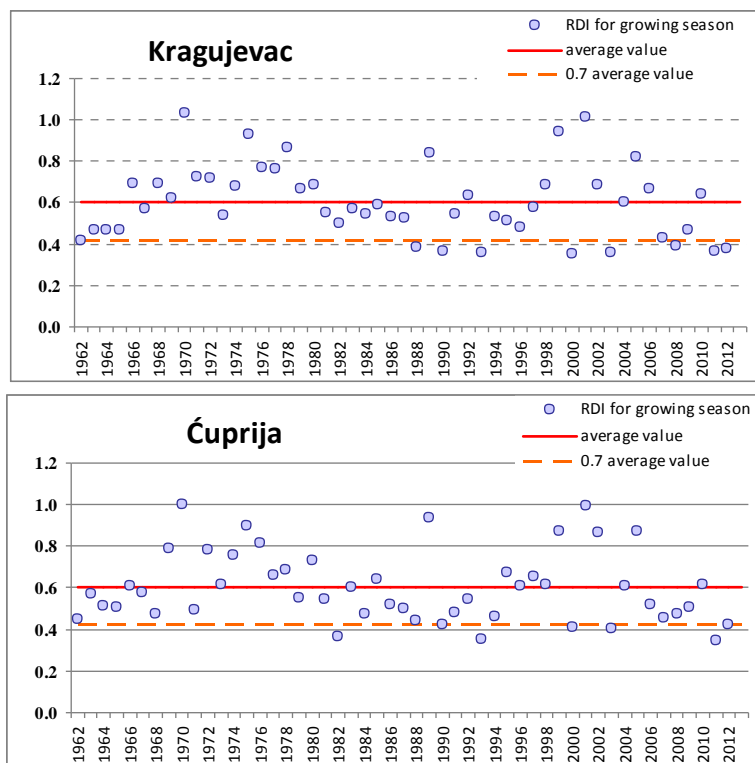 Kragujevac
RDI for growing season
average value
0.7 average value
1.2
1.0
0.8
0.6
0.4
0.2
0.0
1962 1964 1966 1968 1970 1972 1974 1976 1978 1980 1982 1984 1986 1988 1990 1992 1994 1996 1998 2000 2002 2004 2006 2008 2010 2012
Ćuprija
RDI for growing season
average value
0.7 average value
1.2
1.0
0.8
0.6
0.4
0.2
0.0
1962 1964 1966 1968 1970 1972 1974 1976 1978 1980 1982 1984 1986 1988 1990 1992 1994 1996 1998 2000 2002 2004 2006 2008 2010 2012